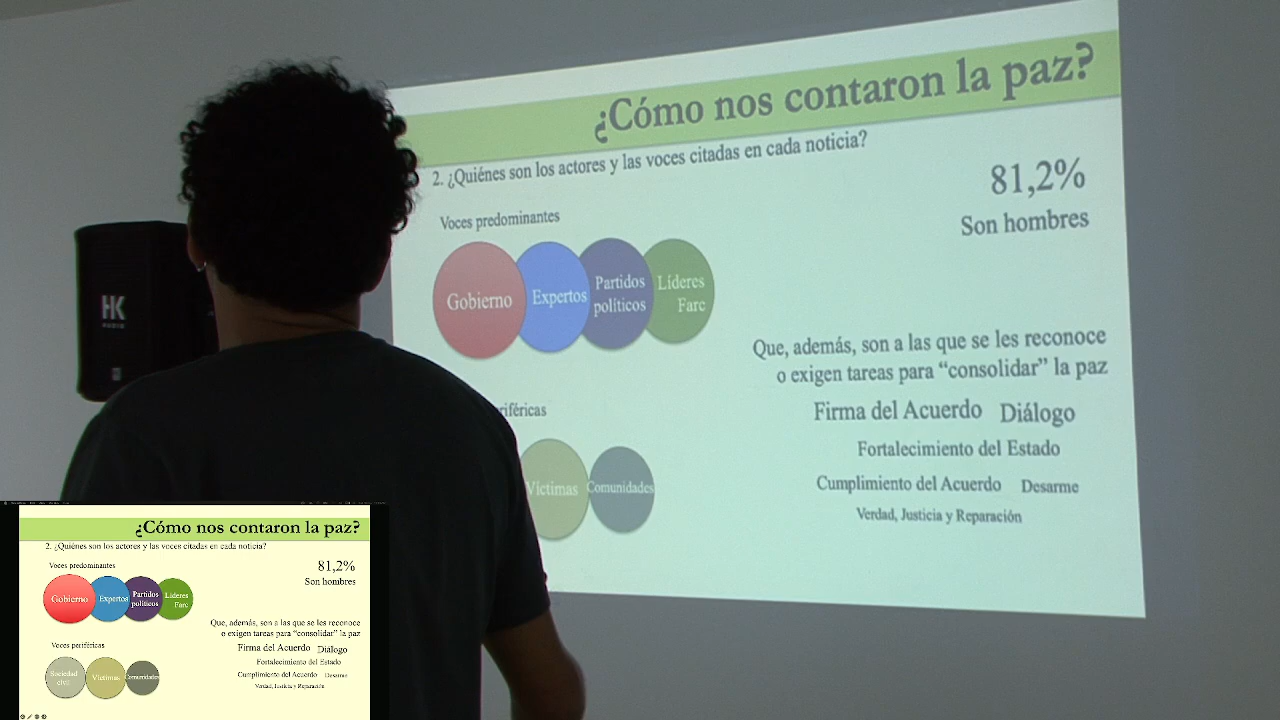 ¿Cómo nos contaron la paz?
2. ¿Quiénes son los actores y las voces citadas en cada noticia?
81,2%
Son hombres
Voces predominantes
Gobierno
Expertos
Partidos
políticos
Líderes
Farc
Que, además, son a las que se les reconoce
o exigen tareas para “consolidar” la paz
riféricas
Firma del Acuerdo Diálogo
Fortalecimiento del Estado
Víctimas
Comunidades
Cumplimiento del Acuerdo Desarme
Verdad, Justicia y Reparación
HK
AUDIO
¿Cómo nos contaron la paz?
2. ¿Quiénes son los actores y las voces citadas en cada noticia?
81,2%
Son hombres
Voces predominantes
Gobierno
Expertos
Partidos
políticos
Líderes
Farc
Que, además, son a las que se les reconoce
o exigen tareas para “consolidar” la paz
Voces periféricas
Firma del Acuerdo Diálogo
Fortalecimiento del Estado
Sociedad
civil
Víctimas
Comunidades
Cumplimiento del Acuerdo Desarme
Verdad, Justicia y Reparación